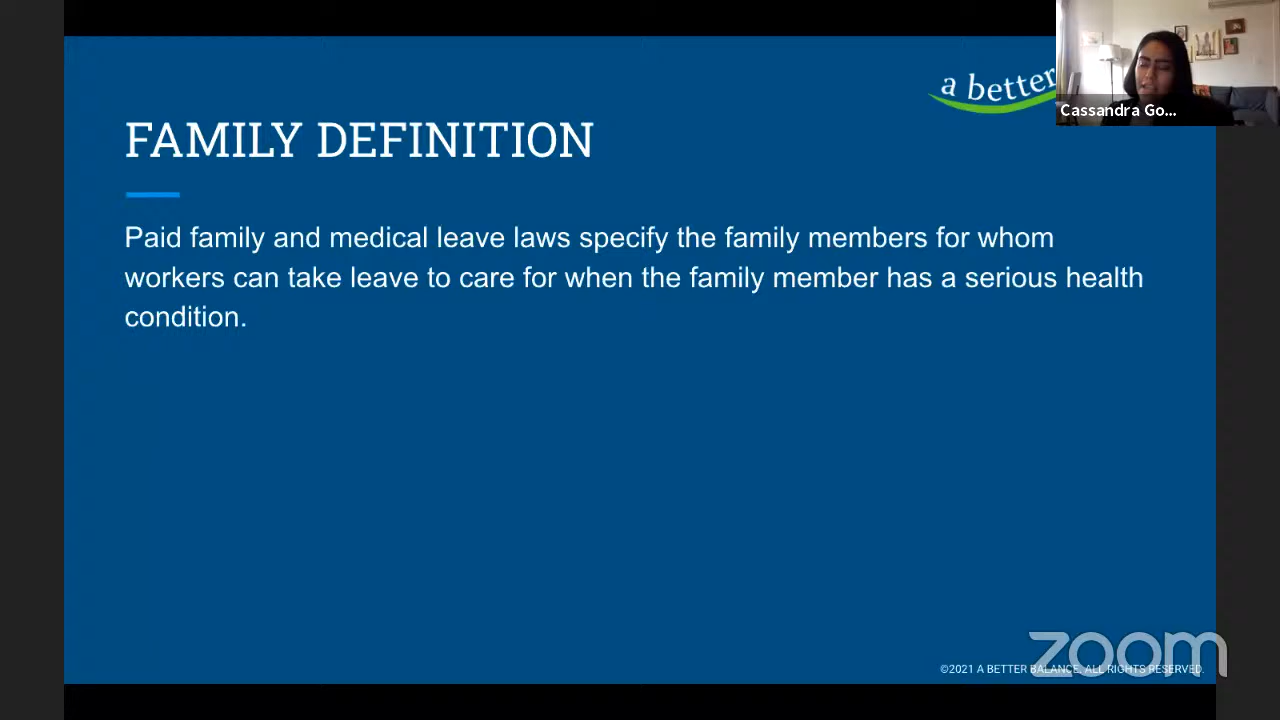 a better
Cassandra Go...
FAMILY DEFINITION
Paid family and medical leave laws specify the family members for whom
workers can take leave to care for when the family member has a serious health
condition.
zoom
©2021 A BETTER BALANCE. ALL RIGHTS RESERVED.